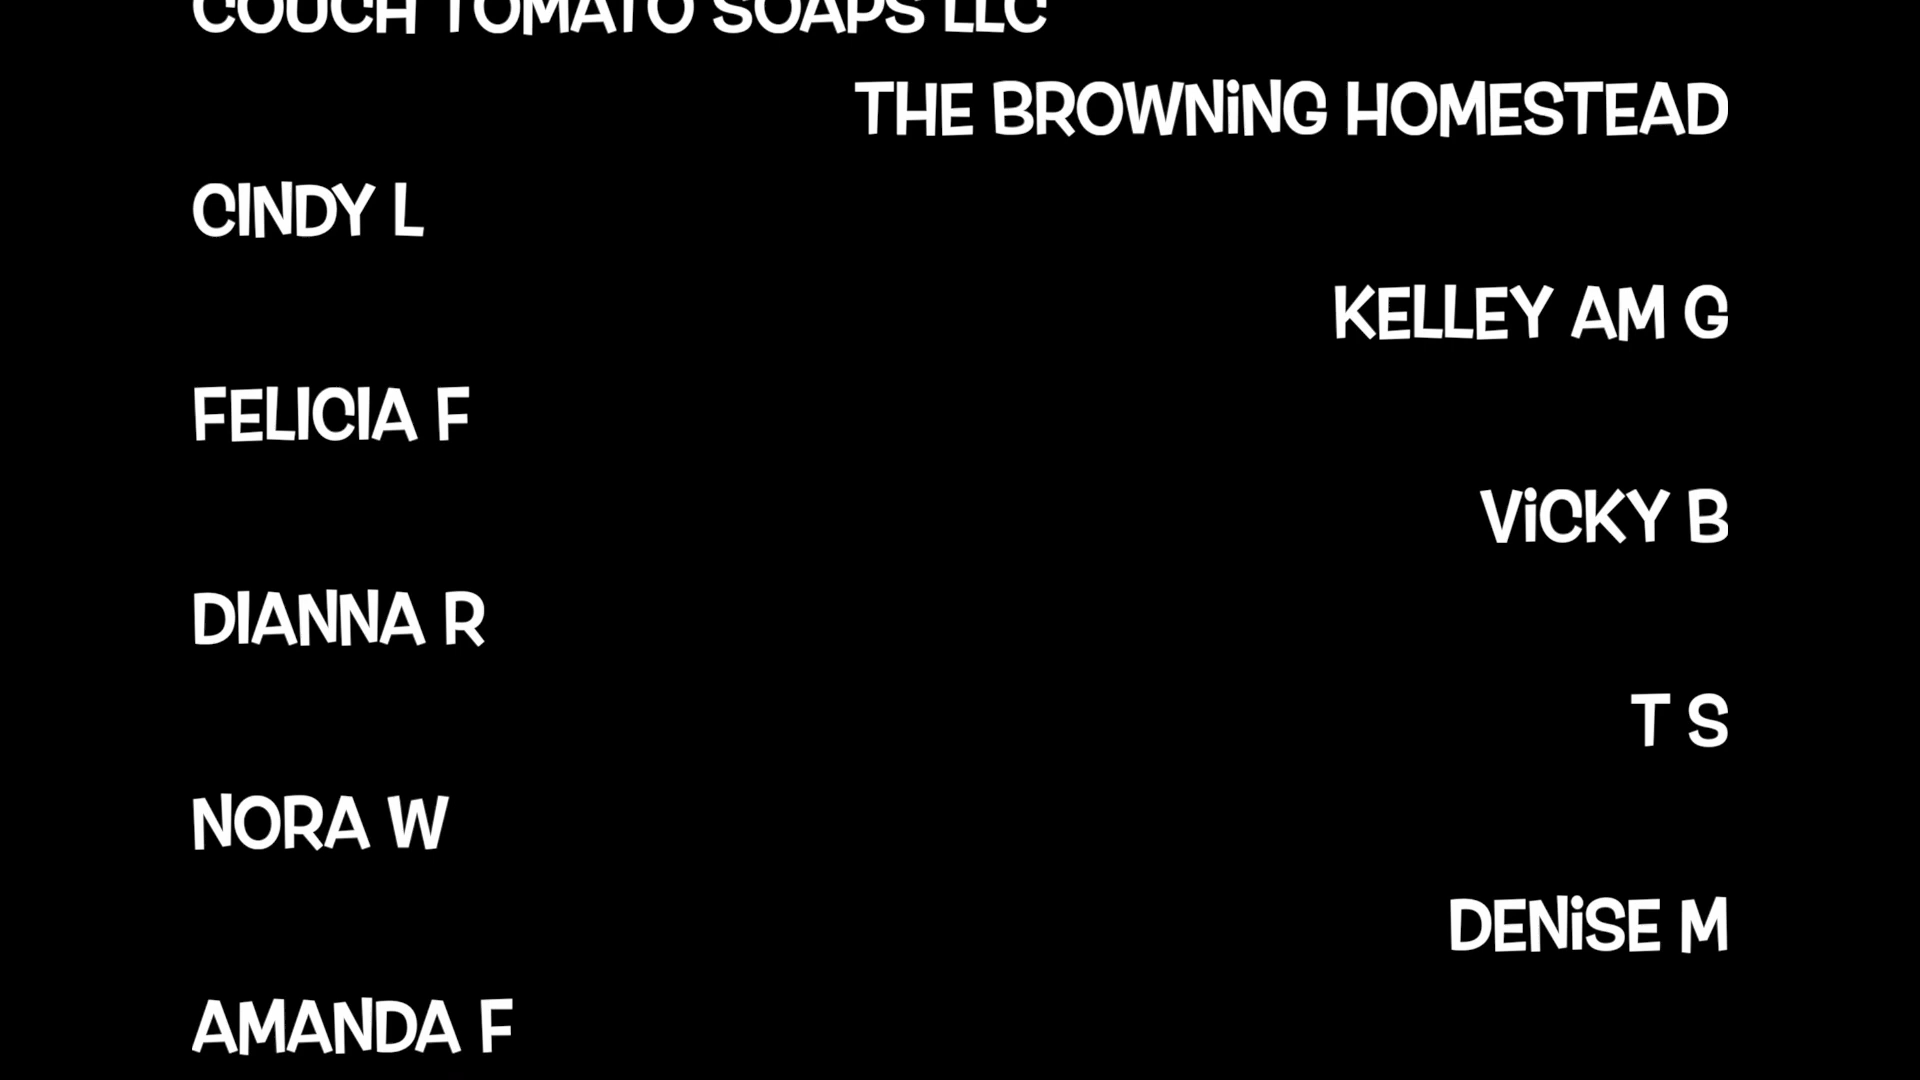 COUCH TOMATO SOAPS LLC
THE BROWNiNG HOMESTEAD
CINDY L
KELLEY AM G
FELICIA F
ViCKY B
DIANNA R
T S
NORA W
DENiSE M
AMANDA F